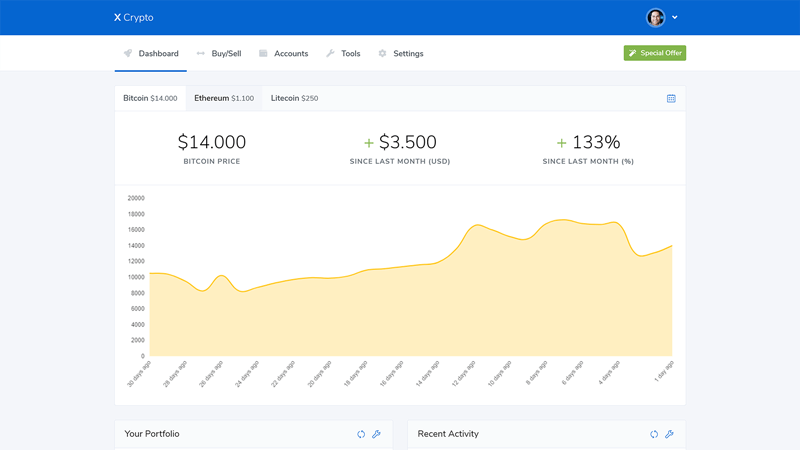 X Crypto
Dashboard Buy/Sell Accounts Tools Settings Special Offer
Bitcoin $14.000 Ethereum $1.100 Litecoin $250
$14.000 + $3.500 + 133%
BITCOIN PRICE SINCE LAST MONTH (USD) SINCE LAST MONTH (%)
20000
18000
16000
14000
12000
10000
8000
6000
4000
2000
0
30 days ago 28 days ago 26 days ago 24 days ago 22 days ago 20 days ago 18 days ago 16 days ago 14 days ago 12 days ago 10 days ago 8 days ago 6 days ago 4 days ago 1 day ago
Your Portfolio Recent Activity